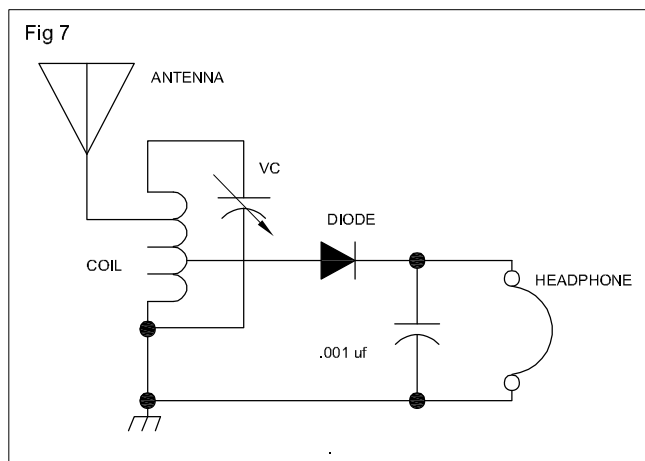 Fig 7
ANTENNA
VC
DIODE
COIL
HEADPHONE
.001 uf